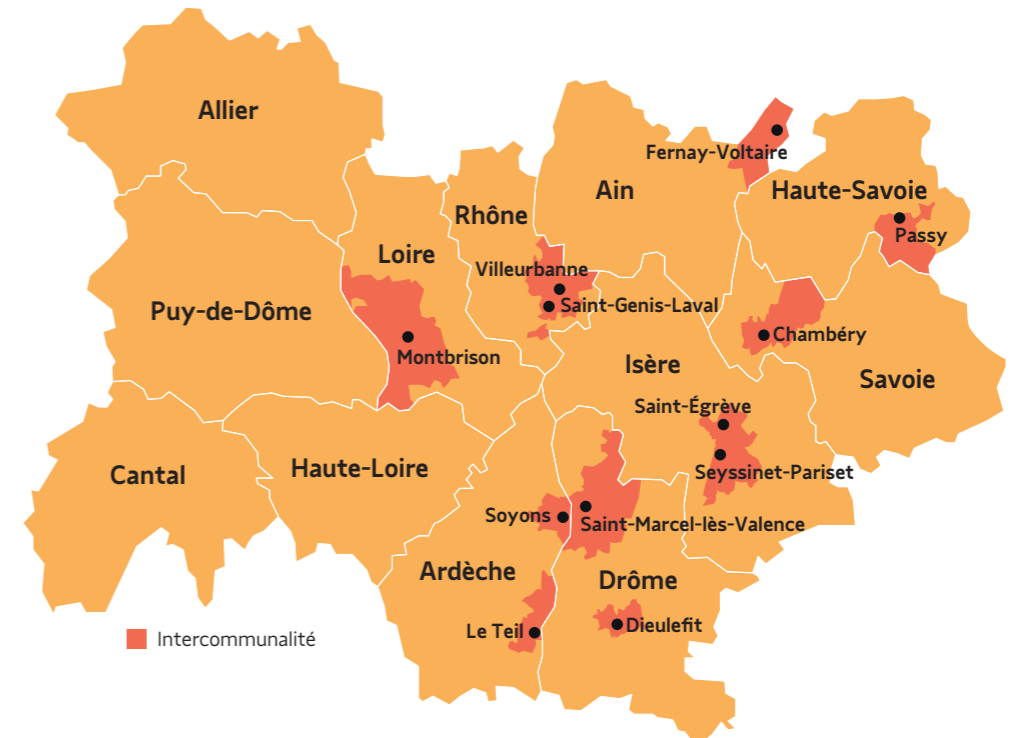 Allier
Fernay-Voltaire
Ain
Haute-Savoie
Rhône
Passy
Loire
Villeurbanne
Saint-Genis-Laval
Puy-de-Dôme
Chambéry
Montbrison
Isère
Savoie
Saint-Égrève
Haute-Loire
Seyssinet-Pariset
Cantal
Soyons
Saint-Marcel-lès-Valence
Ardèche
Drôme
Le Teil
Dieulefit
Intercommunalité